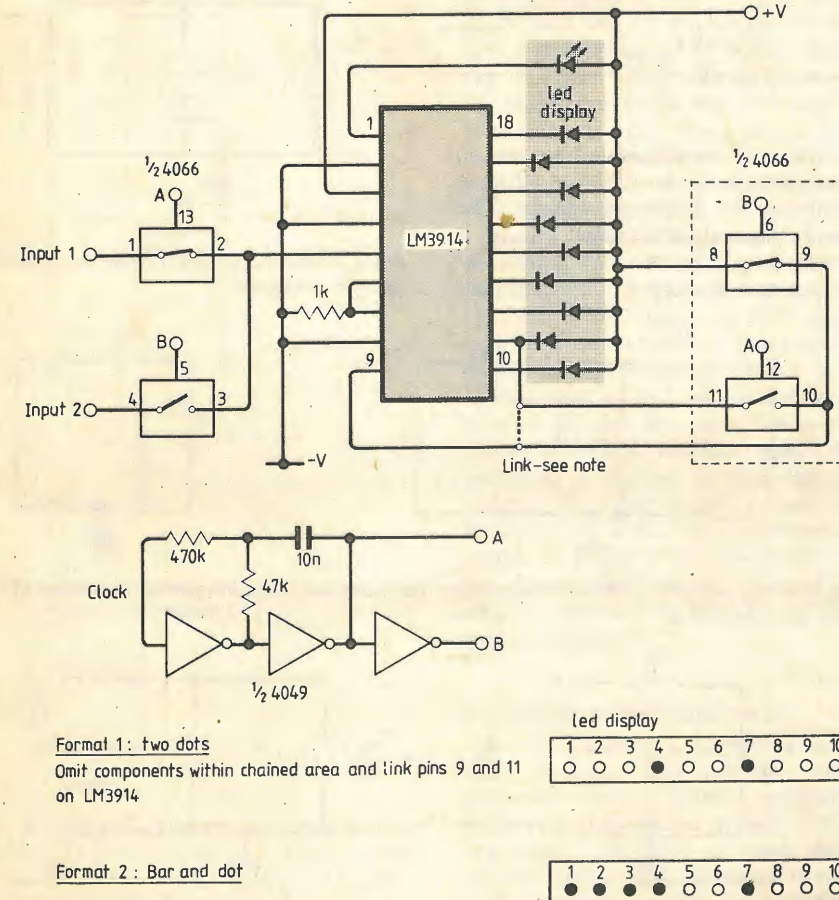 +V
led
display
1
18
½ 4066
A
13
Input 1
1
2
LM3914
½ 4066
B
6
8
9
1k
B
5
Input 2
4
3
9
10
A
12
11
10
-V
Link-see note
470k
10n
A
Clock
47k
B
½ 4049
led display
Format 1: two dots
1 2 3 4 5 6 7 8 9 10
Omit components within chained area and link pins 9 and 11
on LM3914
Format 2 : Bar and dot
1 2 3 4 5 6 7 8 9 10